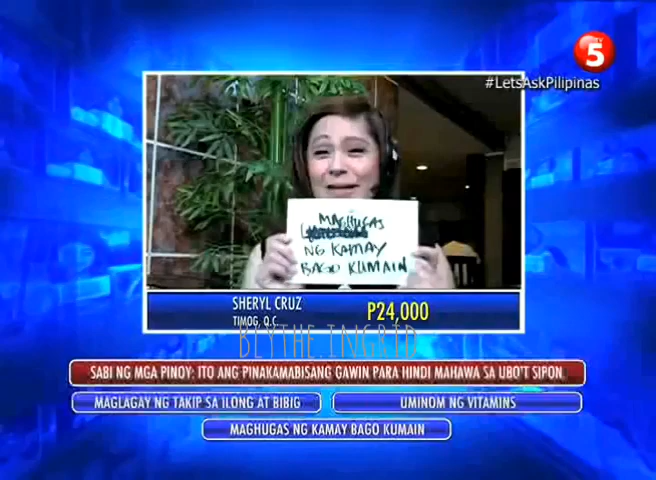 5
#LetsAskPilipinas
MAGHUGAS
NG KAMAY
BAGO KUMAIN
SHERYL CRUZ
TIMOG, Q.C.
P24,000
BLYTHE.INGRID
SABI NG MGA PINOY: ITO ANG PINAKAMABISANG GAWIN PARA HINDI MAHAWA SA UBO'T SIPON.
MAGLAGAY NG TAKIP SA ILONG AT BIBIG
UMINOM NG VITAMINS
MAGHUGAS NG KAMAY BAGO KUMAIN